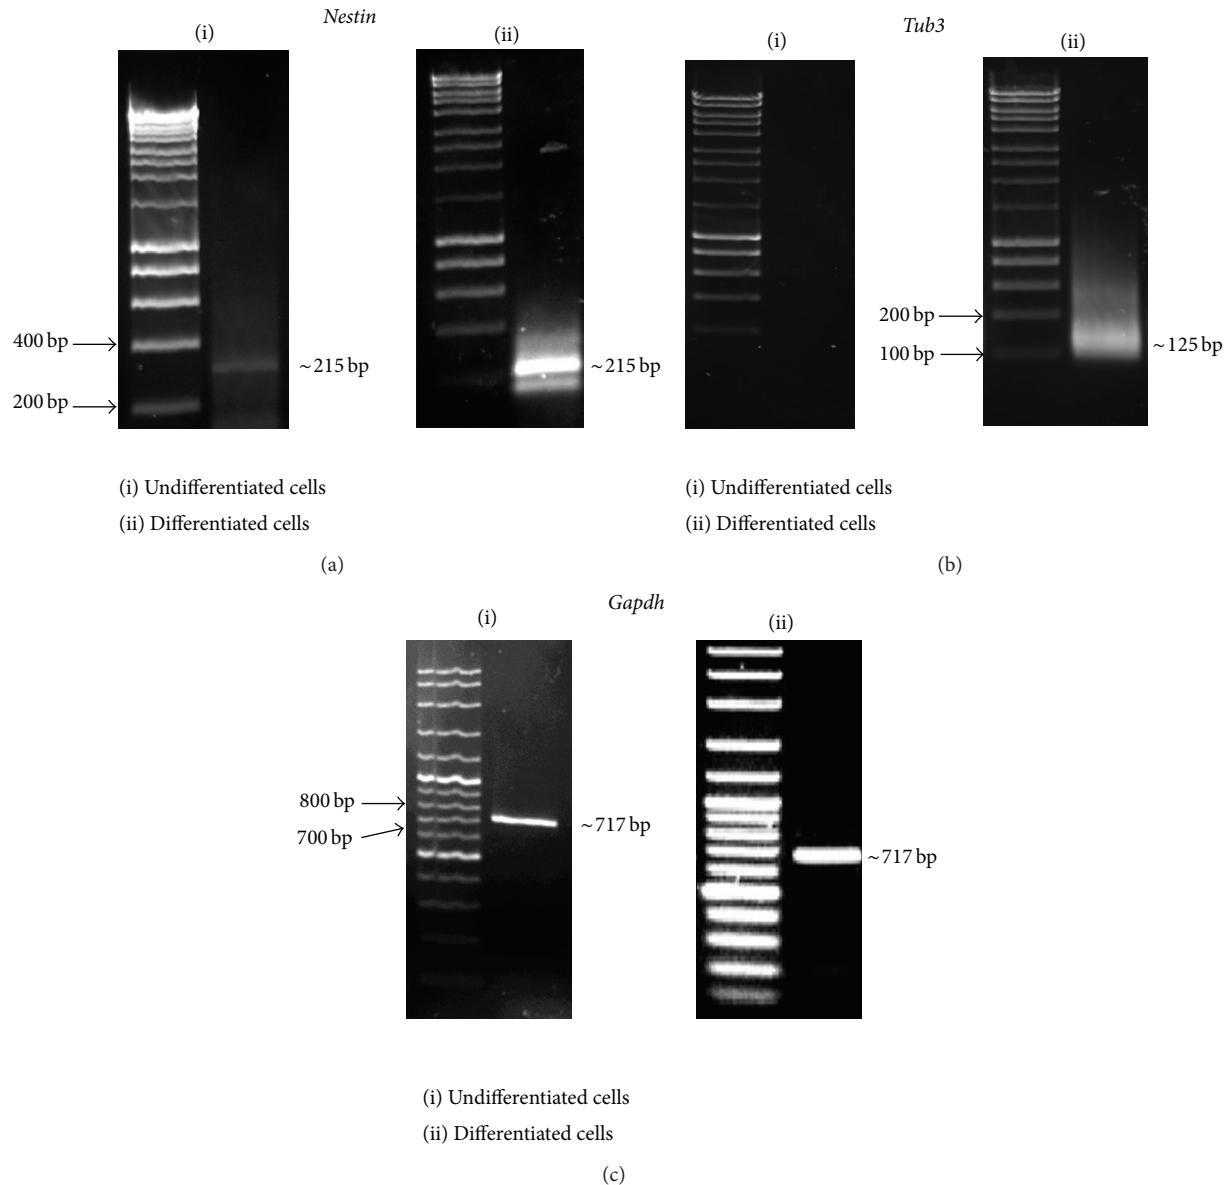 Nestin
(i)
(ii)
400 bp
200 bp
~215 bp
~215 bp
(i) Undifferentiated cells
(ii) Differentiated cells
(a)
Tub3
(i)
(ii)
200 bp
100 bp
~125 bp
(i) Undifferentiated cells
(ii) Differentiated cells
(b)
Gapdh
(i)
(ii)
800 bp
700 bp
~717 bp
~717 bp
(i) Undifferentiated cells
(ii) Differentiated cells
(c)